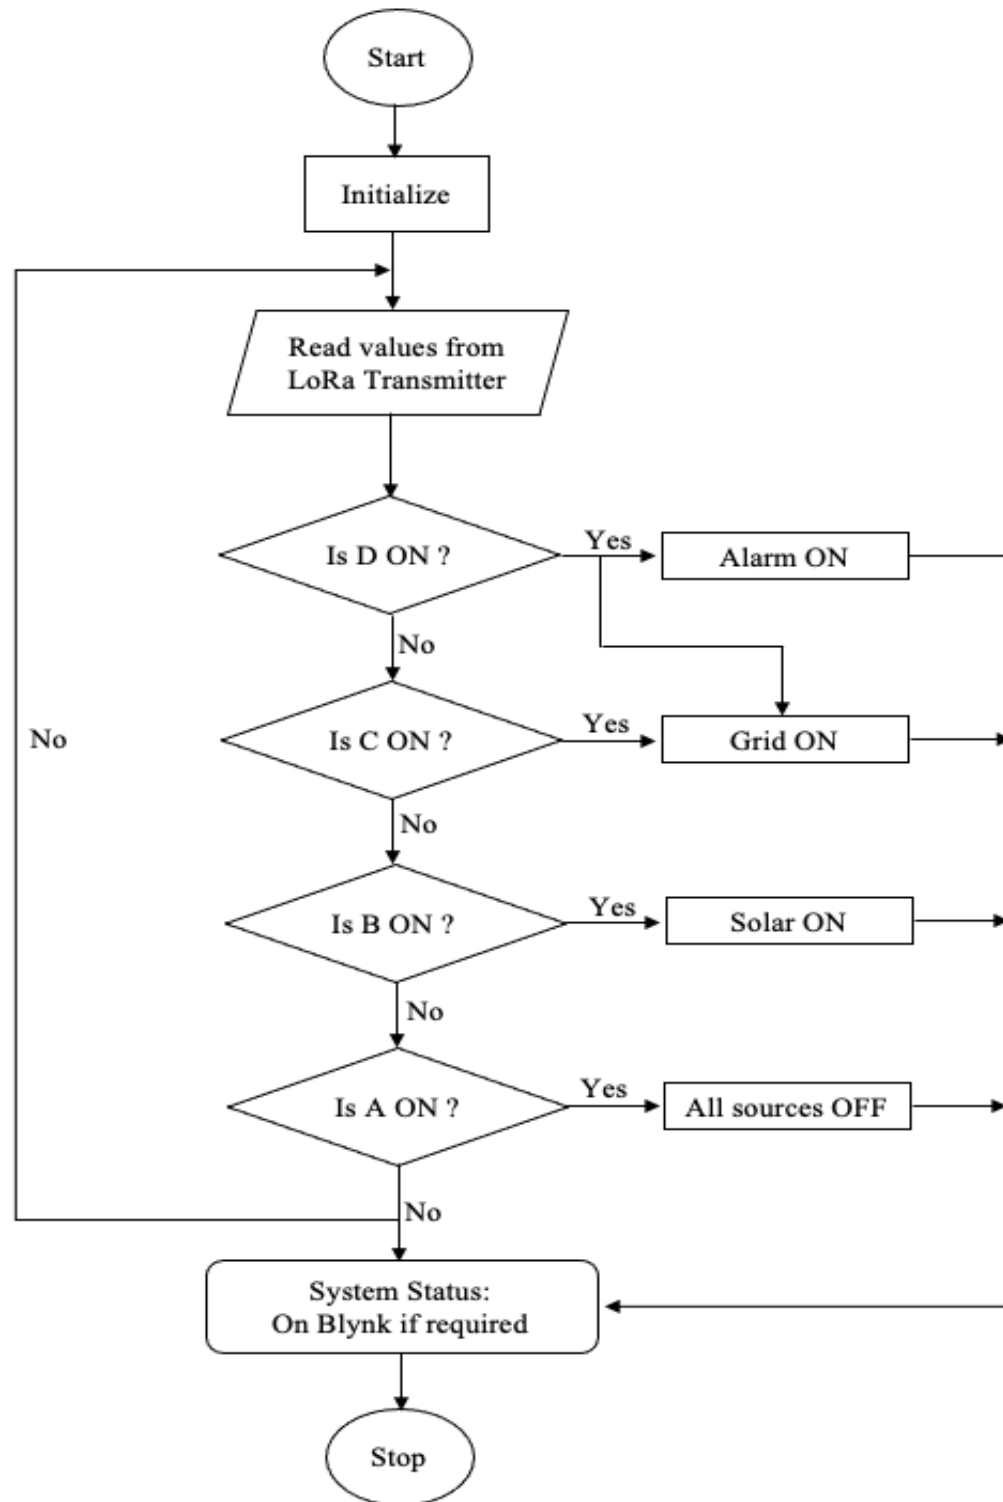 Start
Initialize
Read values from
LoRa Transmitter
Is D ON ?
Yes
Alarm ON
No
Is C ON ?
Yes
Grid ON
No
No
Is B ON ?
Yes
Solar ON
No
Is A ON ?
Yes
All sources OFF
No
System Status:
On Blynk if required
Stop